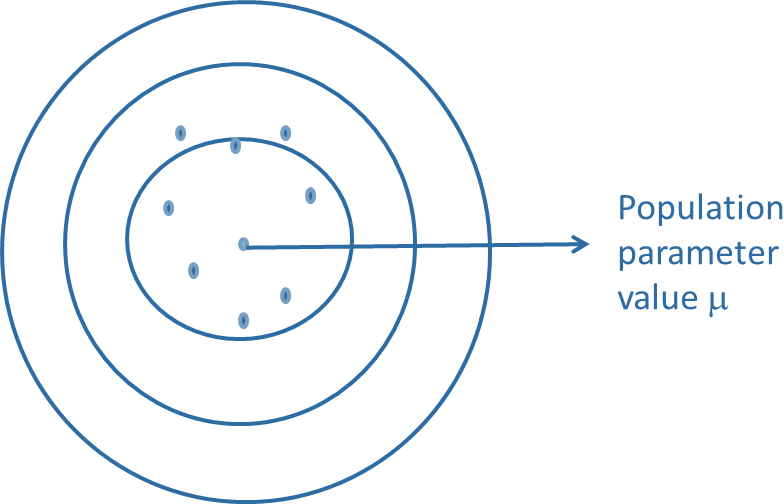 Population
parameter
value μ